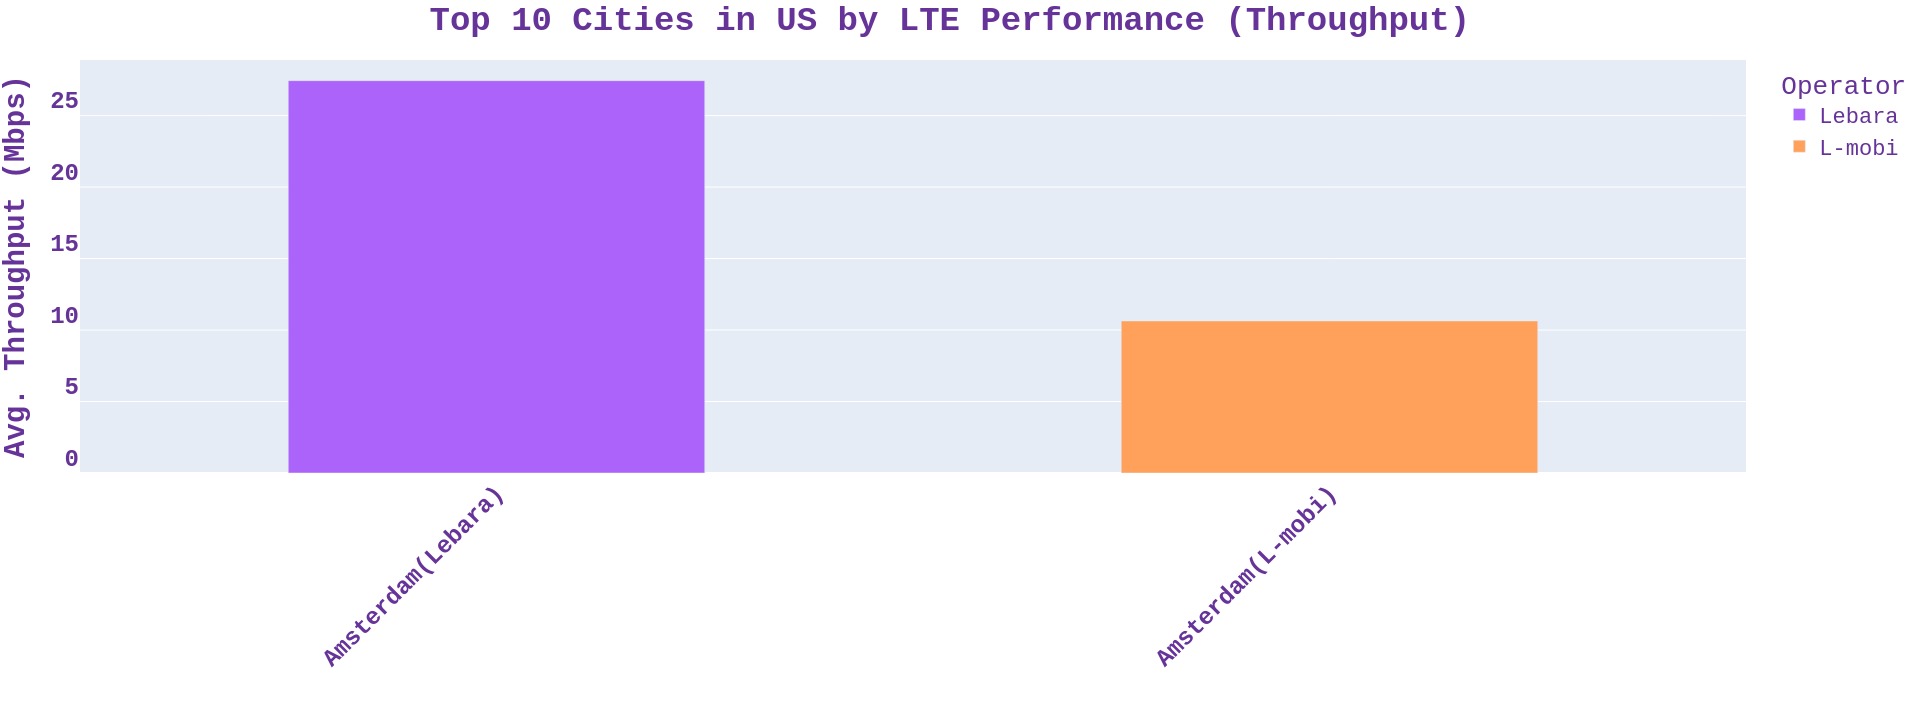 Top 10 Cities in US by LTE Performance (Throughput)
Avg. Throughput (Mbps)
25
20
15
10
5
0
Amsterdam(Lebara)
Amsterdam(L-mobi)
Operator
Lebara
L-mobi